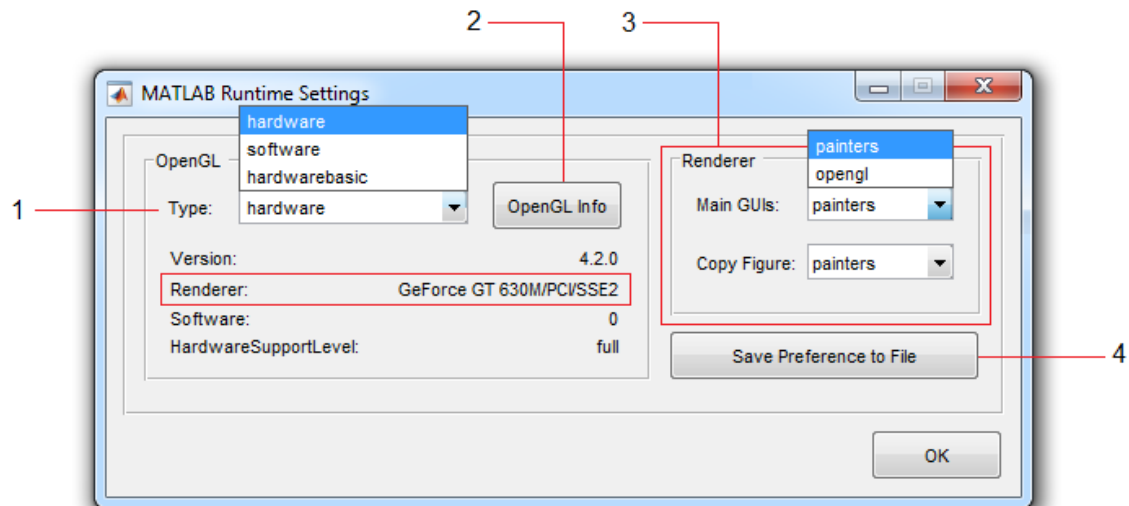 2
3
MATLAB Runtime Settings
hardware
software
hardwarebasic
OpenGL
1
Type:
hardware
OpenGL Info
Version:
4.2.0
Renderer:
GeForce GT 630M/PCI/SSE2
Software:
0
HardwareSupportLevel:
full
painters
opengl
Renderer
Main GUIs:
painters
Copy Figure:
painters
Save Preference to File
4
OK